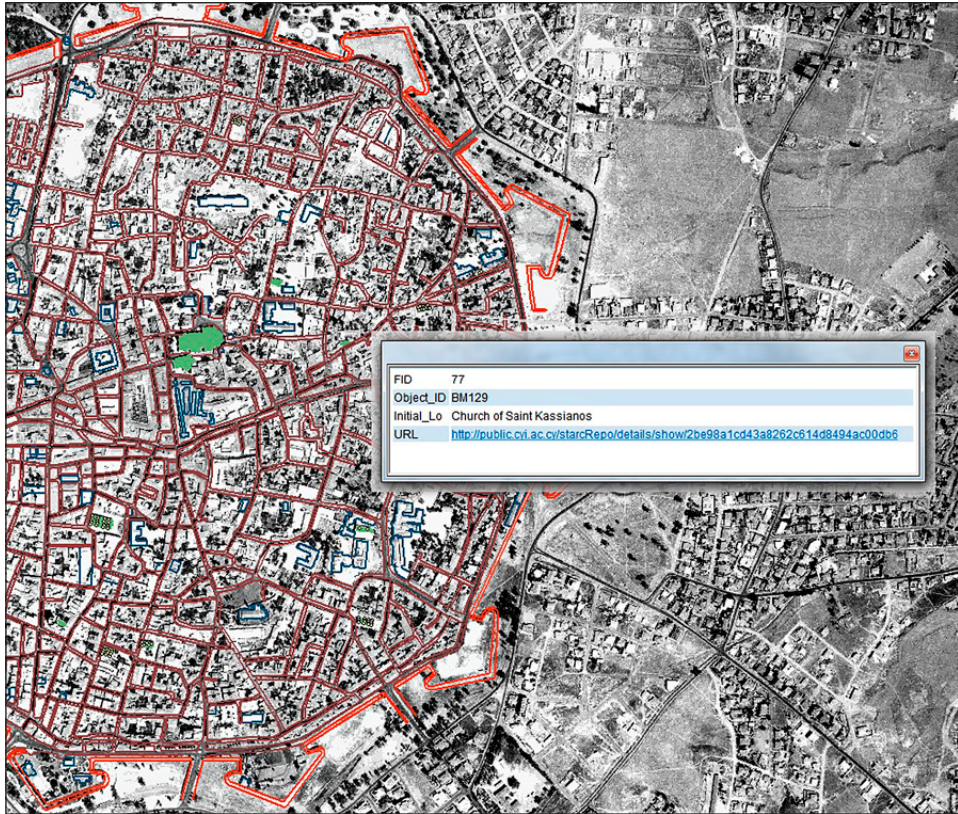 FID 77
Object_ID BM129
Initial_Lo Church of Saint Kassianos
URL http://public.cyi.ac.cy/starcRepo/details/show/2be98a1cd43a8262c614d8494ac00db6